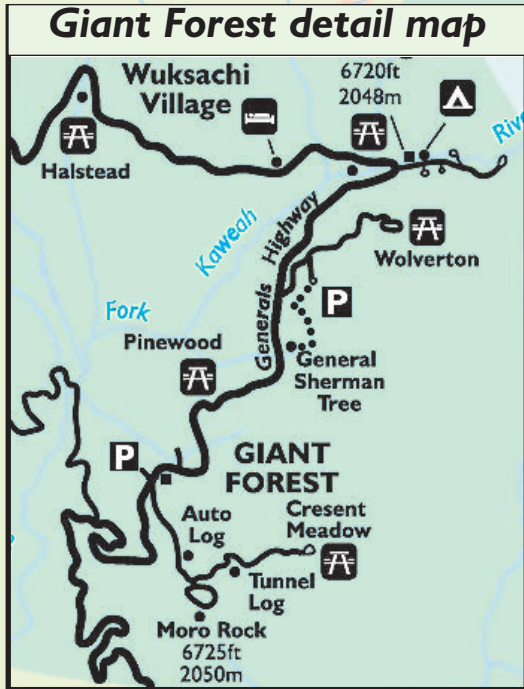 Giant Forest detail map
Wuksachi
Village
6720ft
2048m
Halstead
Kaweah
Generals Highway
Wolverton
P
Fork
Pinewood
General
Sherman
Tree
P
GIANT
FOREST
Auto
Log
Cresent
Meadow
Tunnel
Log
Moro Rock
6725ft
2050m